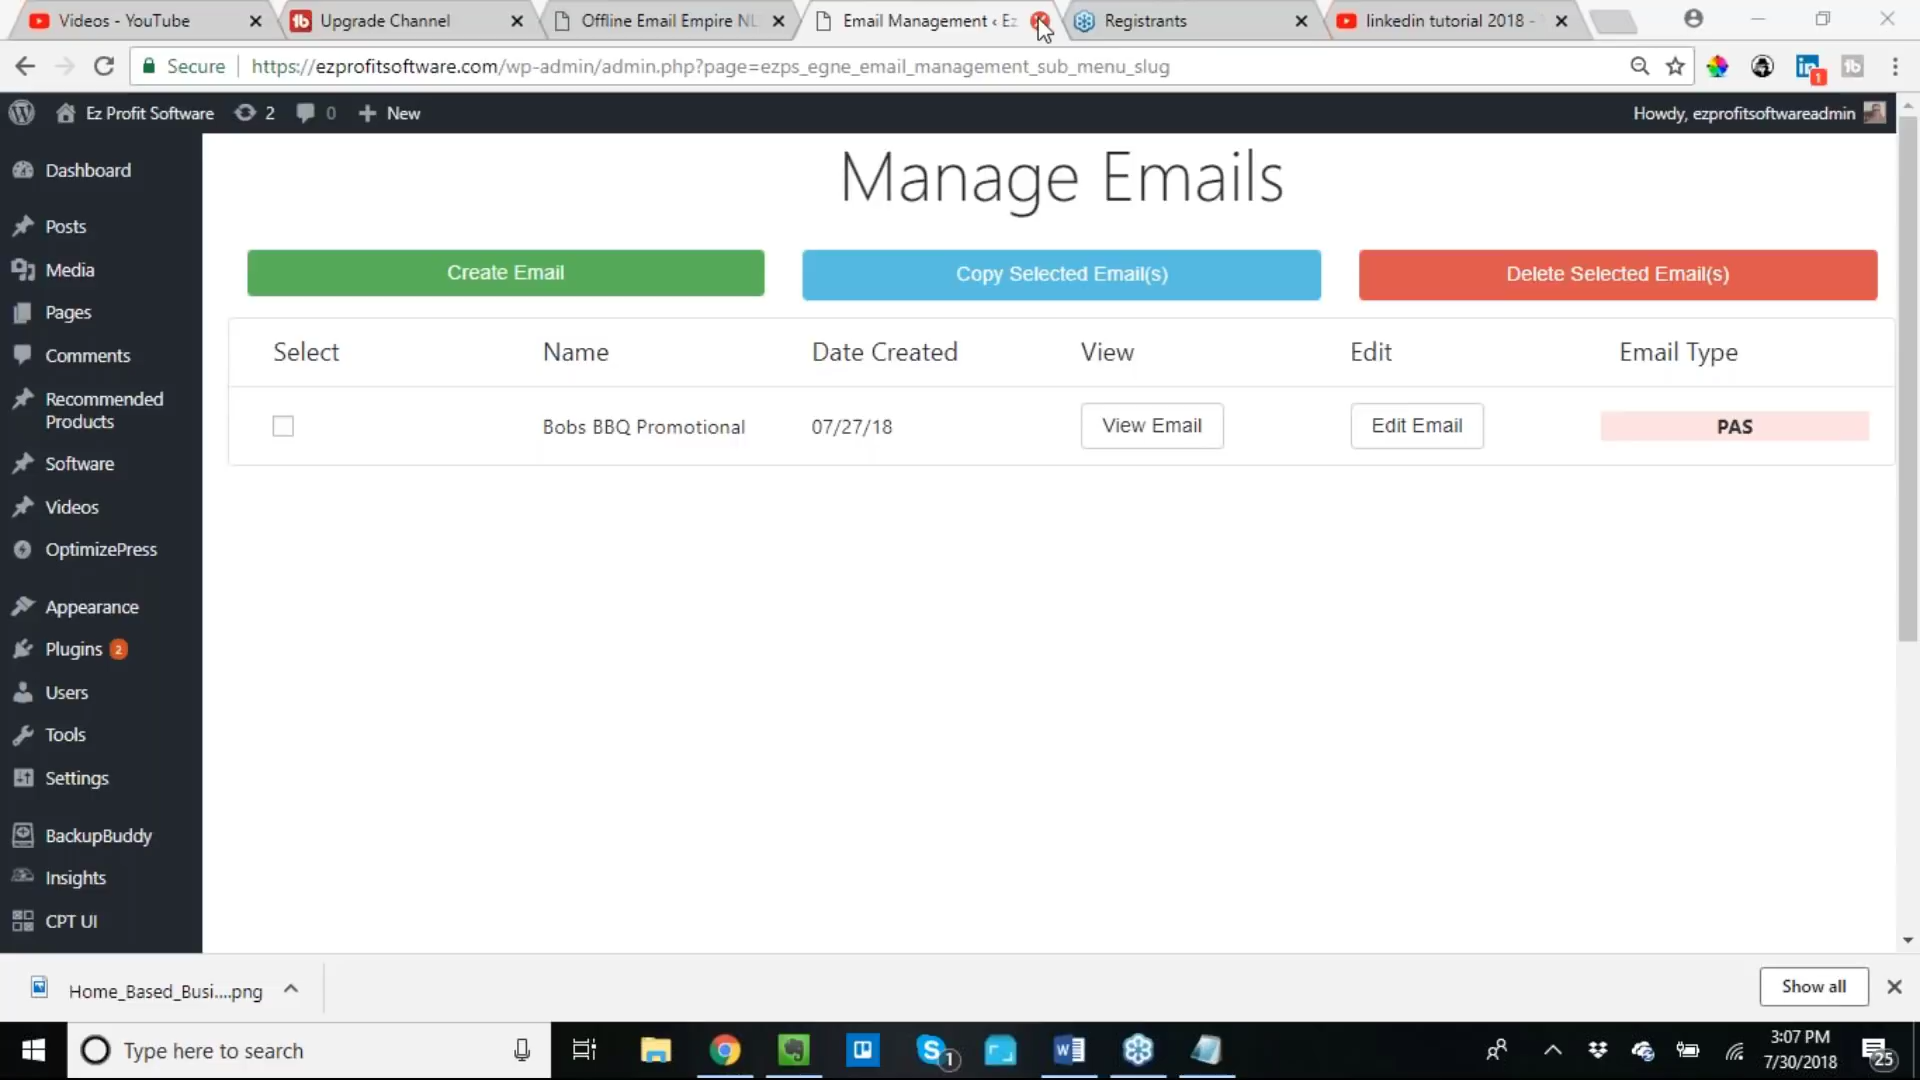 Videos - YouTube
Upgrade Channel
Offline Email Empire NL
Email Management ‹ Ez
Registrants
linkedin tutorial 2018 -
Secure
https://ezprofitsoftware.com/wp-admin/admin.php?page=ezps_egne_email_management_sub_menu_slug
1
Ez Profit Software
2
0
New
Howdy, ezprofitsoftwareadmin
Dashboard
Posts
Media
Pages
Comments
Recommended
Products
Software
Videos
OptimizePress
Appearance
Plugins 2
Users
Tools
Settings
BackupBuddy
Insights
CPT UI
Manage Emails
Create Email
Copy Selected Email(s)
Delete Selected Email(s)
Select Name Date Created View Edit Email Type
Bobs BBQ Promotional 07/27/18 View Email Edit Email PAS
Home_Based_Busi....png
Show all
Type here to search
1
3:07 PM
7/30/2018
25